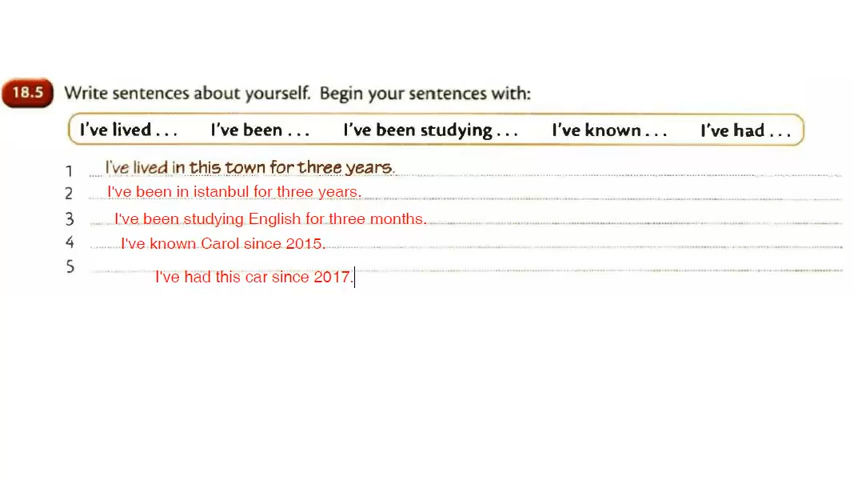 18.5 Write sentences about yourself. Begin your sentences with:
I've lived ... I've been ... I've been studying ... I've known ... I've had ...
1 I've lived in this town for three years.
2 I've been in istanbul for three years.
3 I've been studying English for three months.
4 I've known Carol since 2015.
5 I've had this car since 2017.